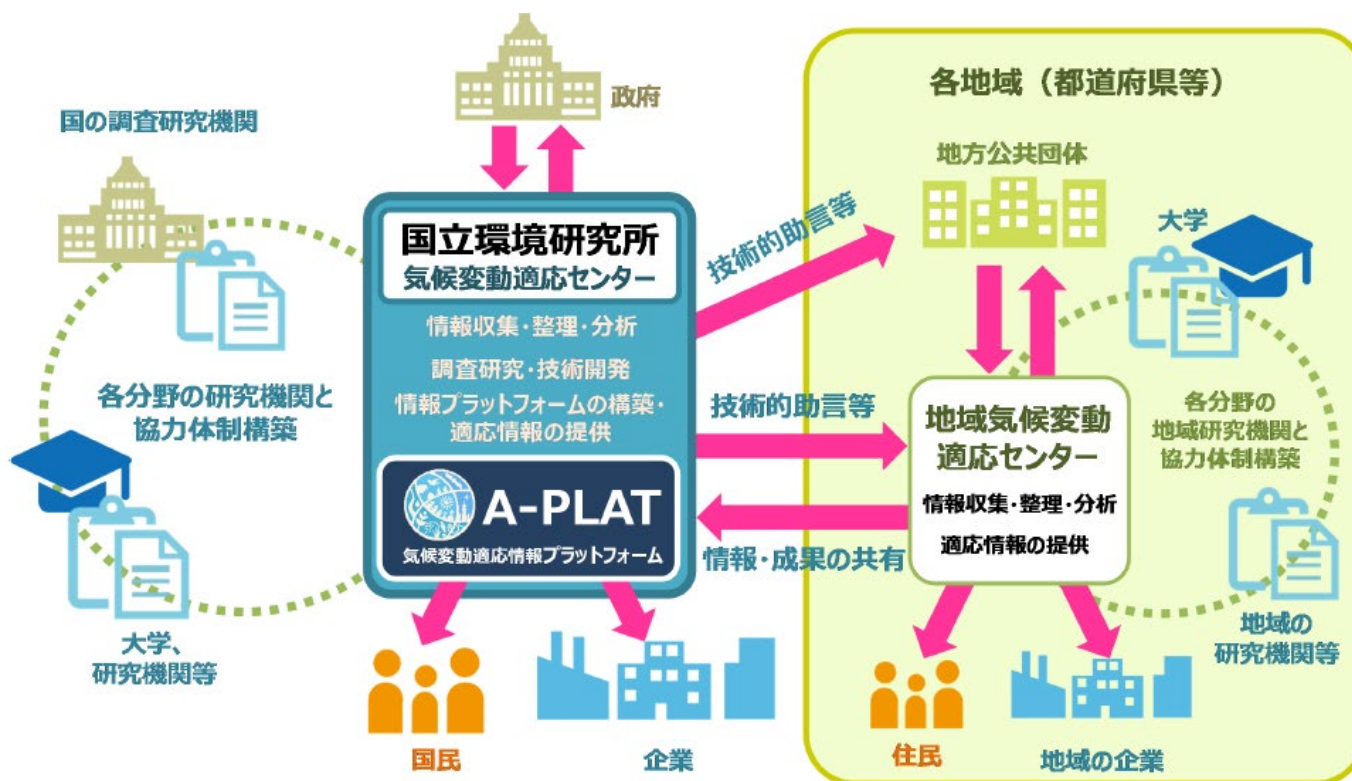 政府
国の調査研究機関
国立環境研究所
気候変動適応センター
情報収集・整理・分析
調査研究・技術開発
情報プラットフォームの構築・
適応情報の提供
A-PLAT
気候変動適応情報プラットフォーム
各分野の研究機関と
協力体制構築
大学、
研究機関等
国民
企業
技術的助言等
技術的助言等
情報・成果の共有
各地域（都道府県等）
地方公共団体
大学
地域気候変動
適応センター
情報収集・整理・分析
適応情報の提供
各分野の
地域研究機関と
協力体制構築
地域の
研究機関等
住民
地域の企業